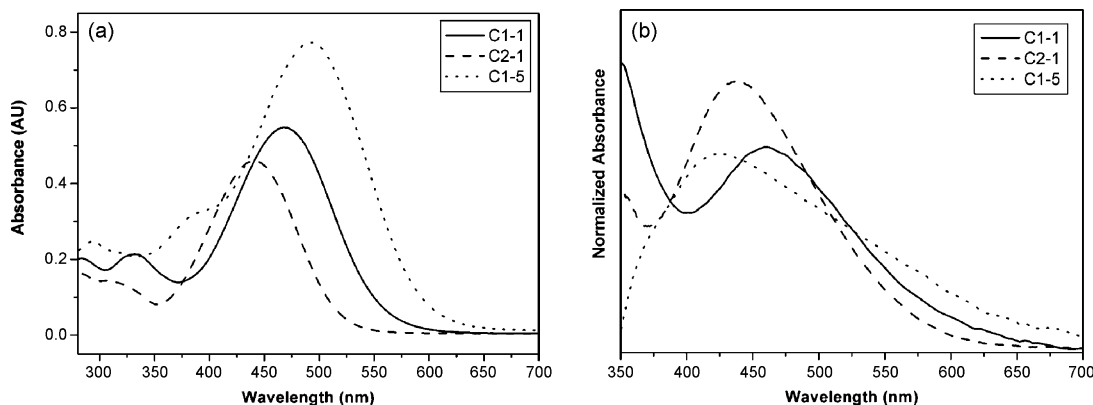 (a)
C1-1
C2-1
C1-5
0.8
0.6
0.4
0.2
0.0
Absorbance (AU)
300 350 400 450 500 550 600 650 700
Wavelength (nm)
(b)
C1-1
C2-1
C1-5
Normalized Absorbance
350 400 450 500 550 600 650 700
Wavelength (nm)